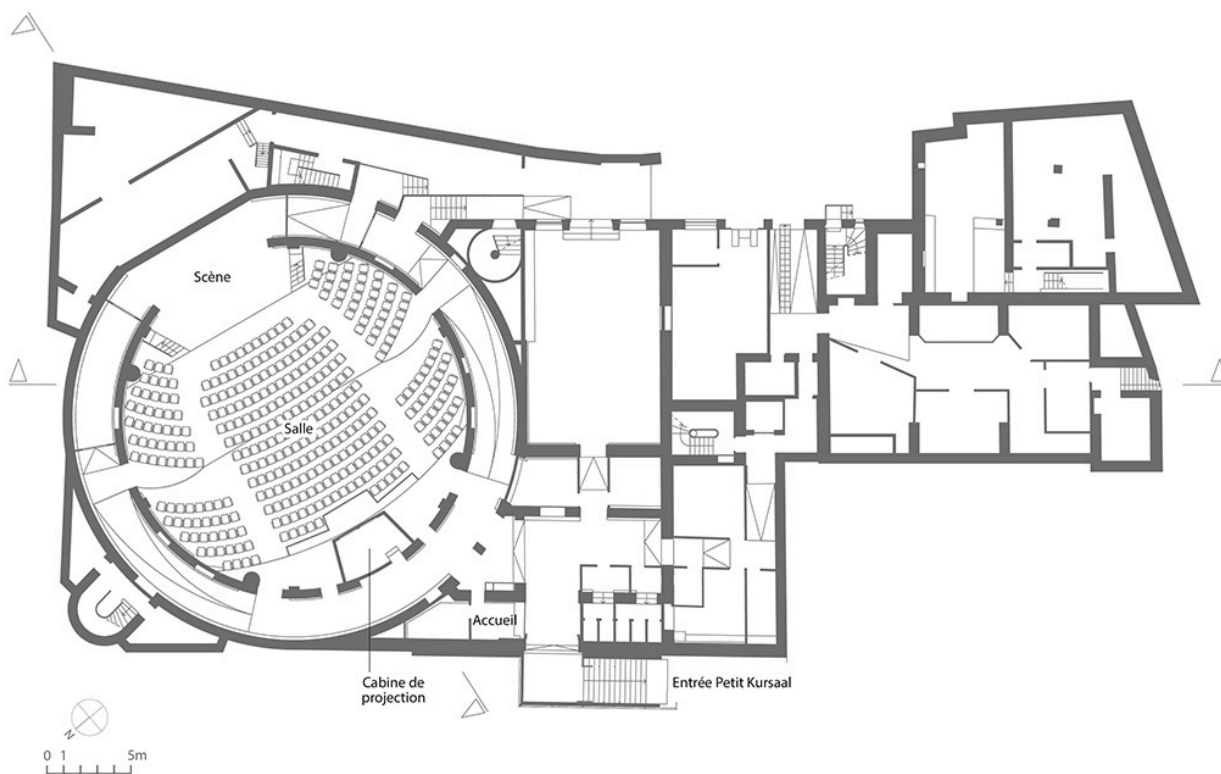 Scène
Salle
Accueil
Cabine de
projection
Entrée Petit Kursaal
N
0 1 5m